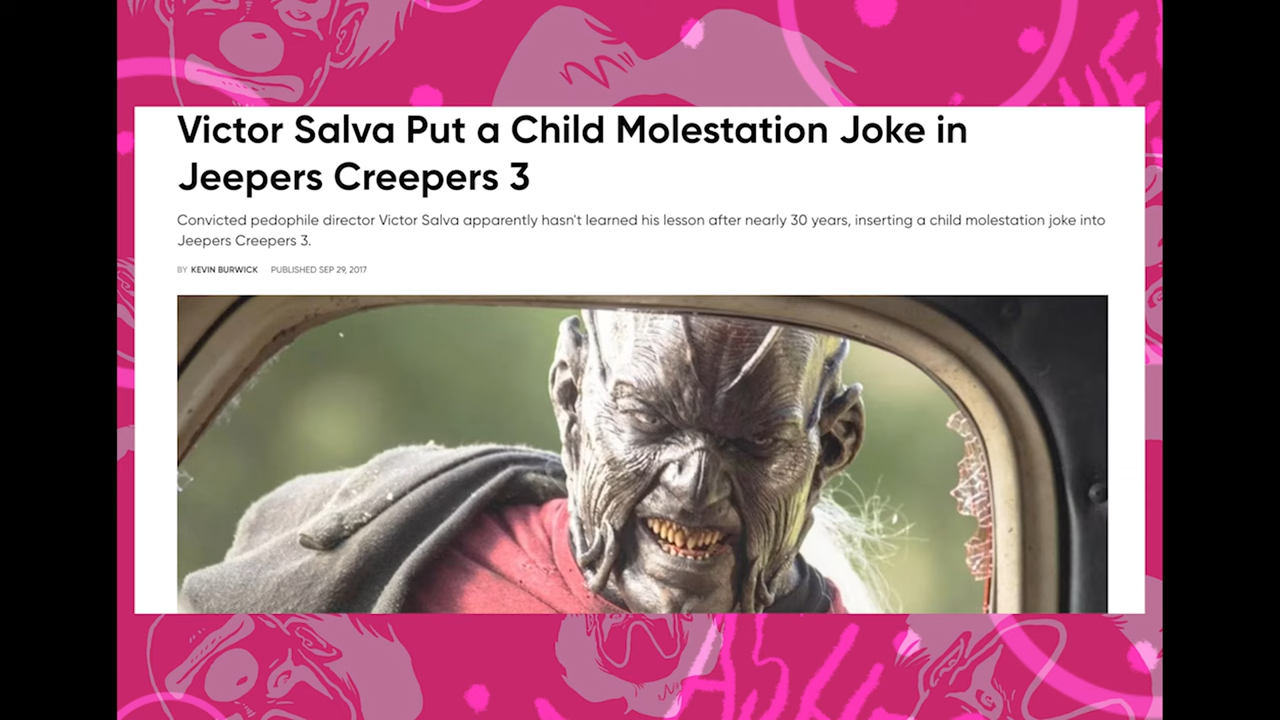 Victor Salva Put a Child Molestation Joke in
Jeepers Creepers 3
Convicted pedophile director Victor Salva apparently hasn't learned his lesson after nearly 30 years, inserting a child molestation joke into
Jeepers Creepers 3.
BY KEVIN BURWICK PUBLISHED SEP 29, 2017